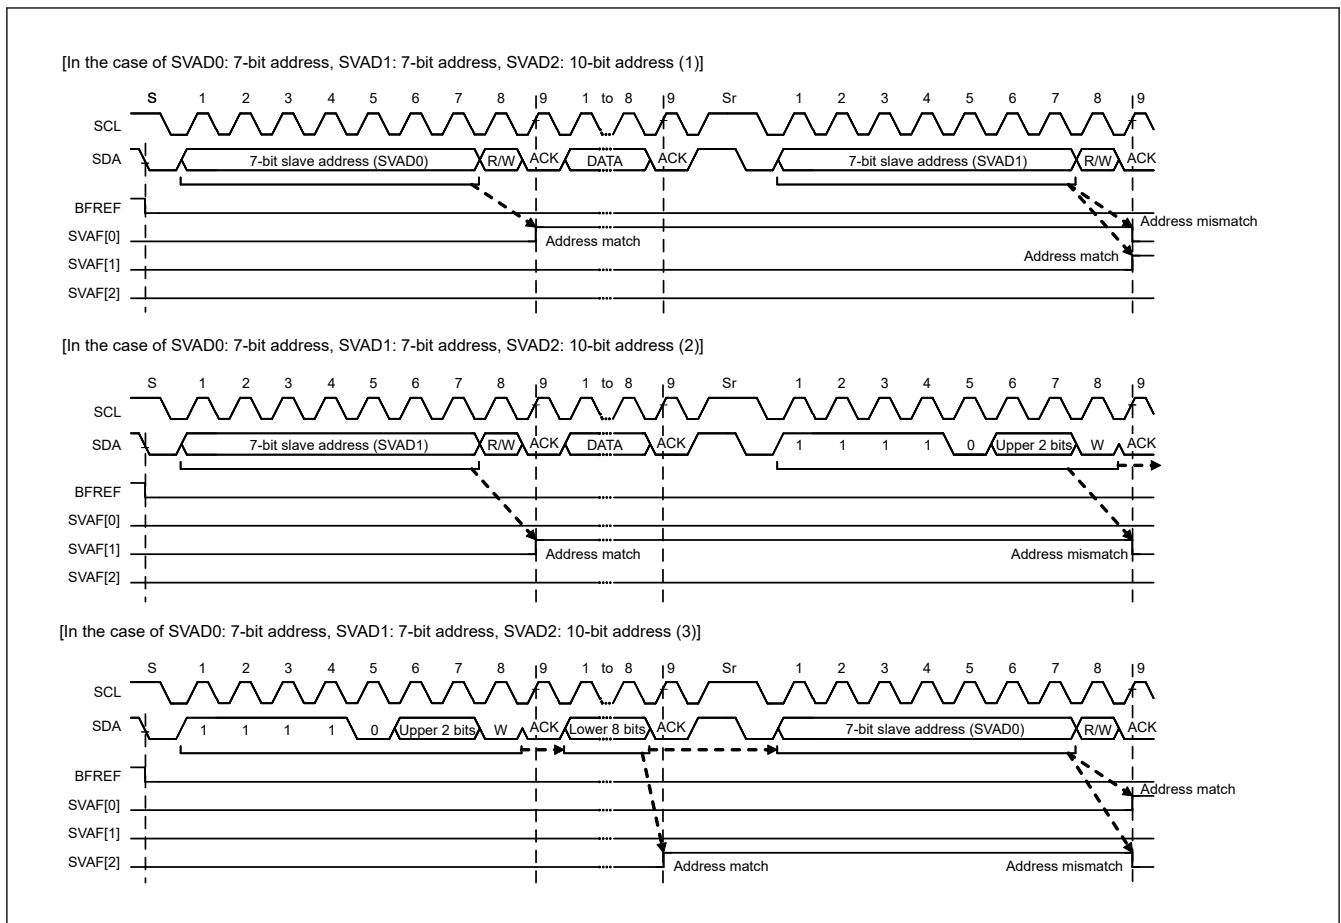 [In the case of SVAD0: 7-bit address, SVAD1: 7-bit address, SVAD2: 10-bit address (1)]
S 1 2 3 4 5 6 7 8 9 1 to 8 9 Sr 1 2 3 4 5 6 7 8 9
SCL
SDA 7-bit slave address (SVAD0) R/W ACK DATA ACK 7-bit slave address (SVAD1) R/W ACK
BFREF
Address mismatch
SVAF[0] Address match
SVAF[1] Address match
SVAF[2]
[In the case of SVAD0: 7-bit address, SVAD1: 7-bit address, SVAD2: 10-bit address (2)]
S 1 2 3 4 5 6 7 8 9 1 to 8 9 Sr 1 2 3 4 5 6 7 8 9
SCL
SDA 7-bit slave address (SVAD1) R/W ACK DATA ACK 1 1 1 1 0 Upper 2 bits W ACK
BFREF
SVAF[0]
SVAF[1] Address match Address mismatch
SVAF[2]
[In the case of SVAD0: 7-bit address, SVAD1: 7-bit address, SVAD2: 10-bit address (3)]
S 1 2 3 4 5 6 7 8 9 1 to 8 9 Sr 1 2 3 4 5 6 7 8 9
SCL
SDA 1 1 1 1 0 Upper 2 bits W ACK Lower 8 bits ACK 7-bit slave address (SVAD0) R/W ACK
BFREF
Address match
SVAF[0]
SVAF[1]
SVAF[2] Address match Address mismatch